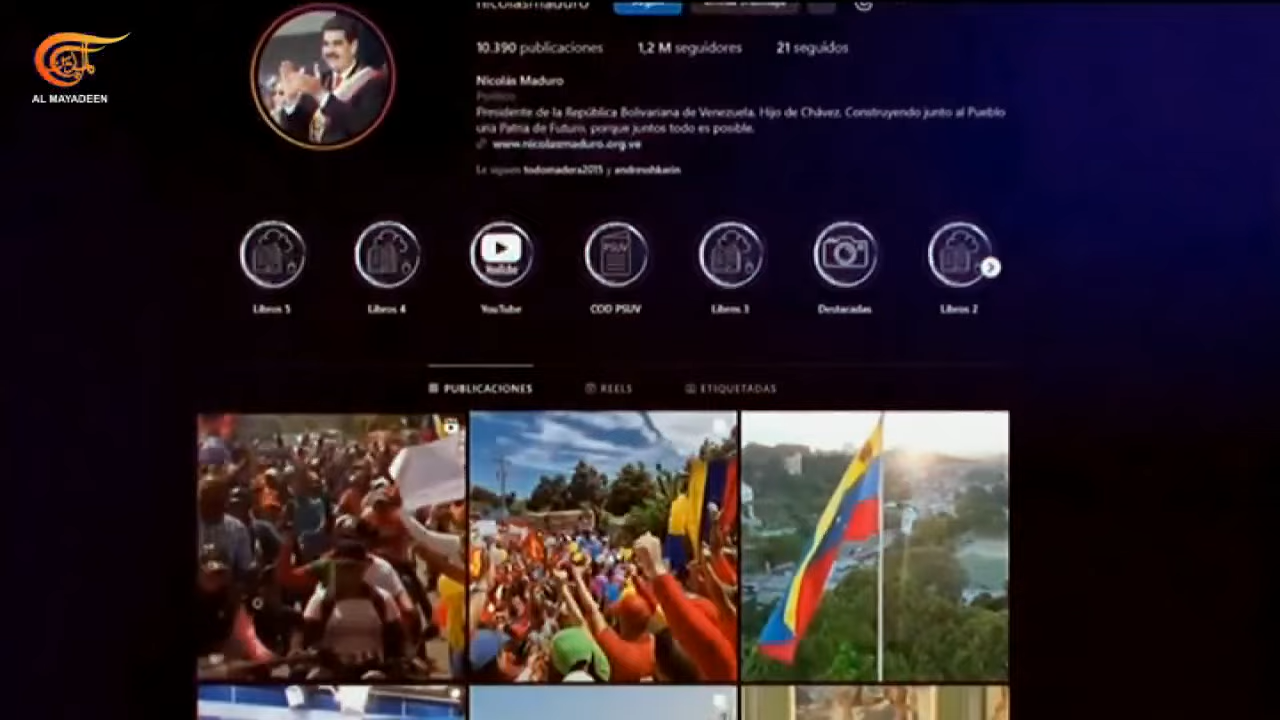 AL MAYADEEN
nicolasmaduro
10.390 publicaciones 1,2 M seguidores 21 seguidos
Nicolás Maduro
Político
Presidente de la República Bolivariana de Venezuela. Hijo de Chávez. Construyendo junto al Pueblo
una Patria de Futuro, porque juntos todo es posible.
www.nicolasmaduro.org.ve
Le siguen todomadera2015 y
PSUV
YouTube
Libros 5 Libros 4 YouTube COD PSUV Libros 3 Destacadas Libros 2
PUBLICACIONES REELS ETIQUETADAS